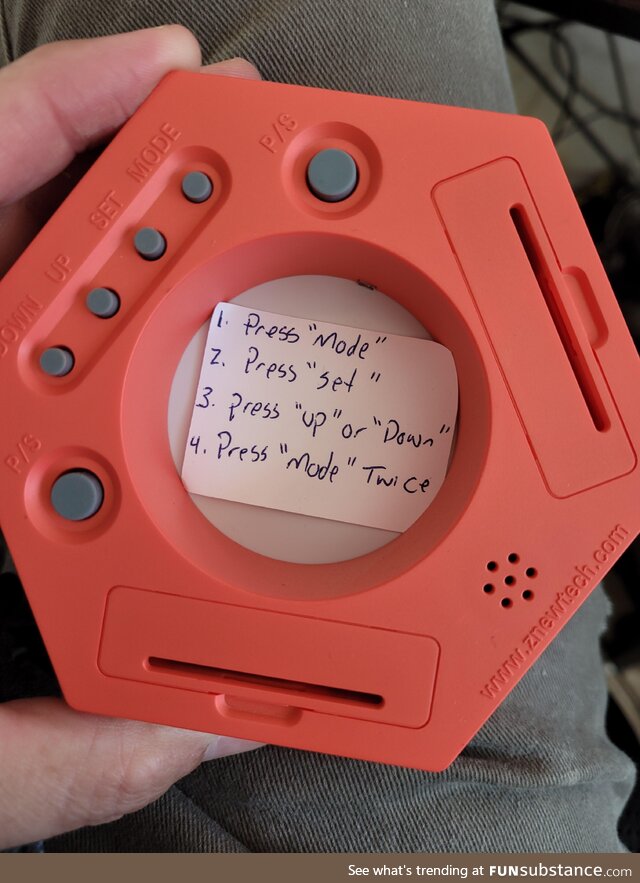 P/S
MODE
SET
UP
DOWN
P/S
1. Press "Mode"
2. Press "set"
3. Press "up" or "Down"
4. Press "Mode" Twice
www.znewtech.com
See what's trending at FUNsubstance.com